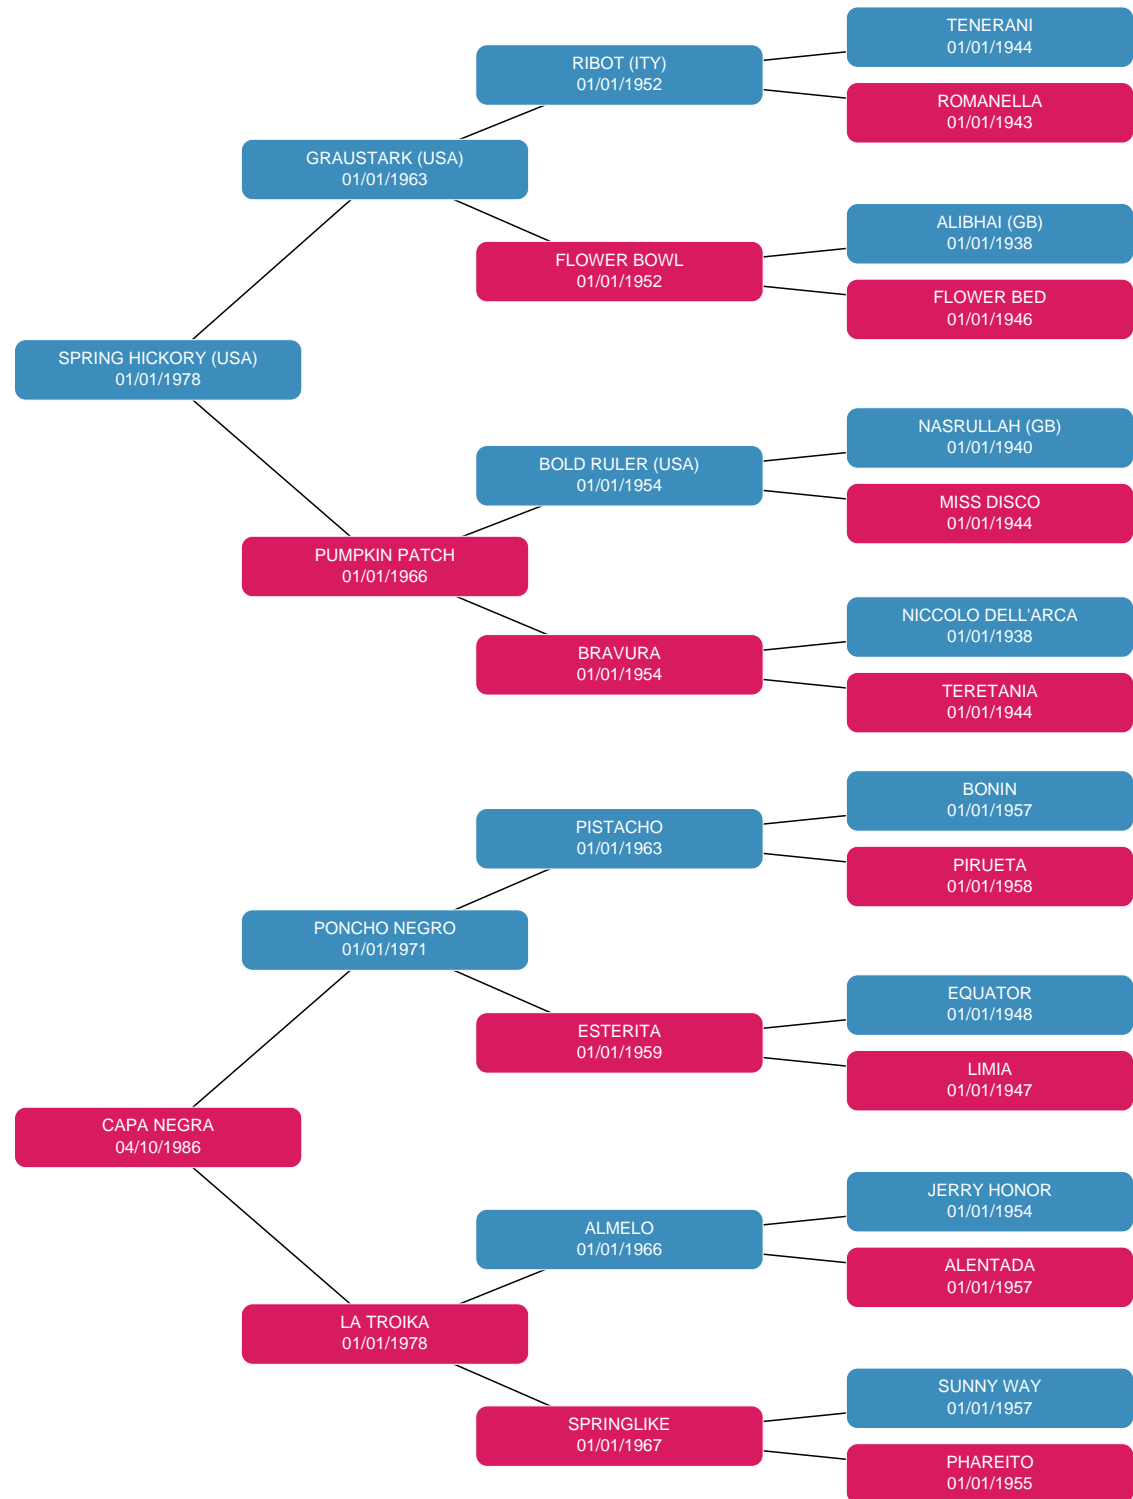 TENERANI
01/01/1944
RIBOT (ITY)
01/01/1952
ROMANELLA
01/01/1943
GRAUSTARK (USA)
01/01/1963
ALIBHAI (GB)
01/01/1938
FLOWER BOWL
01/01/1952
FLOWER BED
01/01/1946
SPRING HICKORY (USA)
01/01/1978
NASRULLAH (GB)
01/01/1940
BOLD RULER (USA)
01/01/1954
MISS DISCO
01/01/1944
PUMPKIN PATCH
01/01/1966
NICCOLO DELL'ARCA
01/01/1938
BRAVURA
01/01/1954
TERETANIA
01/01/1944
BONIN
01/01/1957
PISTACHO
01/01/1963
PIRUETA
01/01/1958
PONCHO NEGRO
01/01/1971
EQUATOR
01/01/1948
ESTERITA
01/01/1959
LIMIA
01/01/1947
CAPA NEGRA
04/10/1986
JERRY HONOR
01/01/1954
ALMELO
01/01/1966
ALENTADA
01/01/1957
LA TROIKA
01/01/1978
SUNNY WAY
01/01/1957
SPRINGLIKE
01/01/1967
PHAREITO
01/01/1955